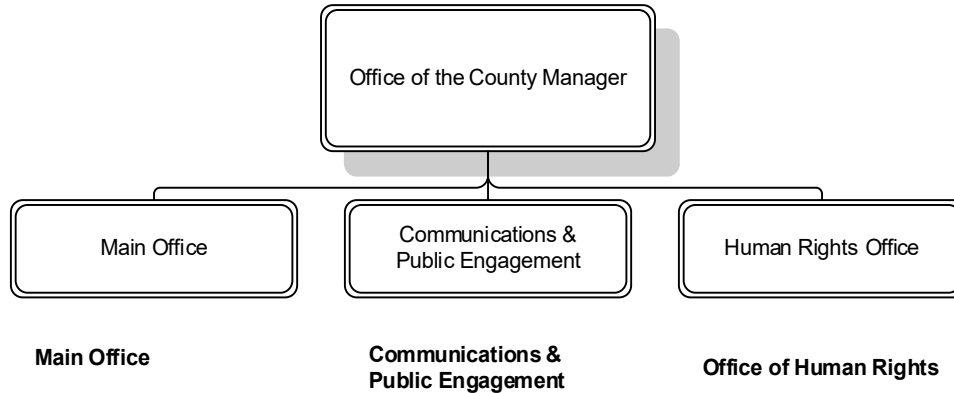 Office of the County Manager
Main Office
Communications &
Public Engagement
Human Rights Office
Main Office
Communications &
Public Engagement
Office of Human Rights